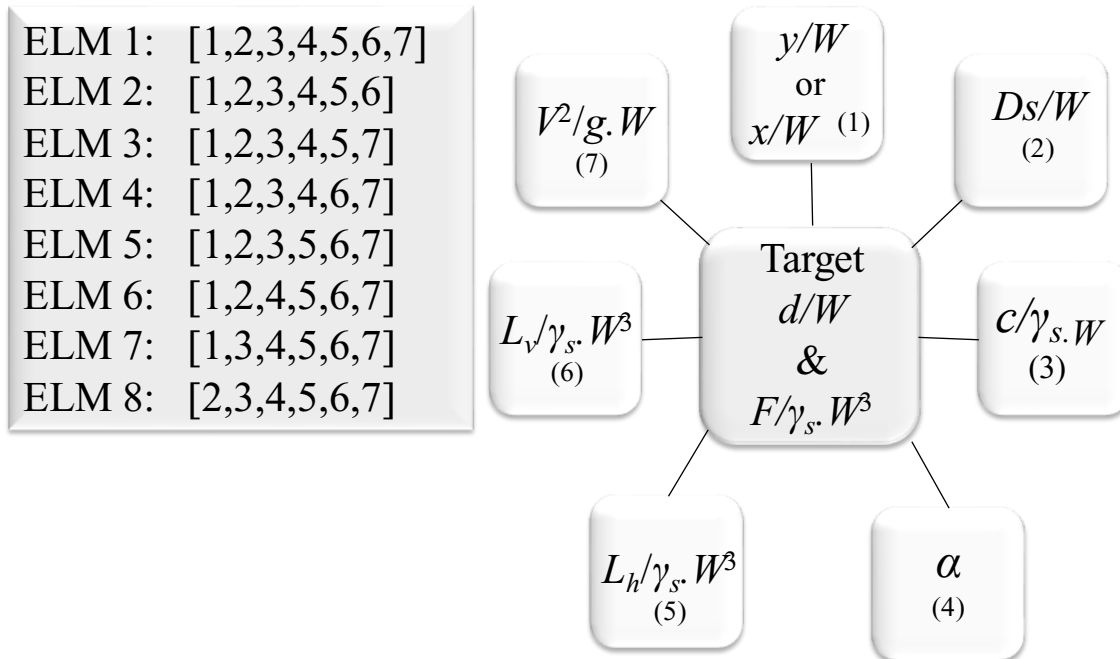 ELM 1: [1,2,3,4,5,6,7]
ELM 2: [1,2,3,4,5,6]
ELM 3: [1,2,3,4,5,7]
ELM 4: [1,2,3,4,6,7]
ELM 5: [1,2,3,5,6,7]
ELM 6: [1,2,4,5,6,7]
ELM 7: [1,3,4,5,6,7]
ELM 8: [2,3,4,5,6,7]
y/W
or
x/W (1)
Ds/W
(2)
c/γₛ.W
(3)
α
(4)
Lₕ/γₛ.W³
(5)
Lᵥ/γₛ.W³
(6)
V²/g.W
(7)
Target
d/W
&
F/γₛ.W³